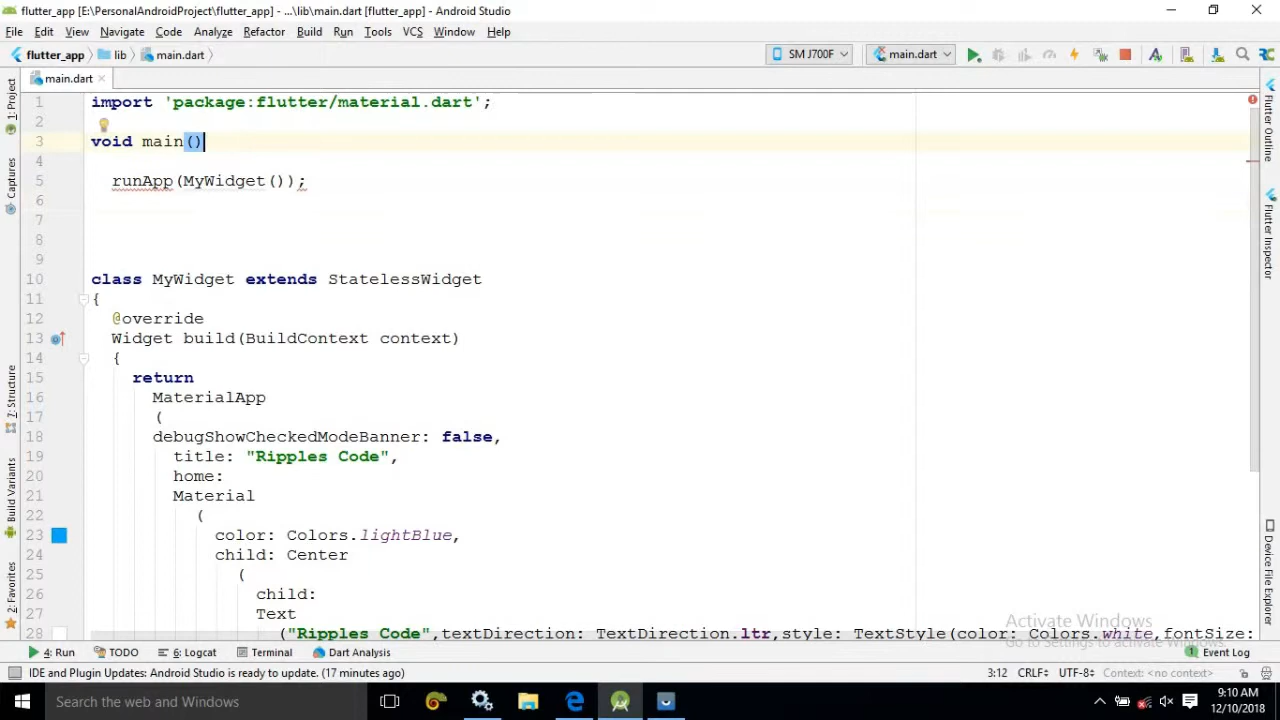 flutter_app [E:\PersonalAndroidProject\flutter_app] - ...\lib\main.dart [flutter_app] - Android Studio
File Edit View Navigate Code Analyze Refactor Build Run Tools VCS Window Help
flutter_app lib main.dart SM J700F main.dart
main.dart
1: Project
Captures
7: Structure
Build Variants
2: Favorites
1 import 'package:flutter/material.dart';
2
3 void main()
4
5 runApp(MyWidget());
6
7
8
9
10 class MyWidget extends StatelessWidget
11 {
12 @override
13 Widget build(BuildContext context)
14 {
15 return
16 MaterialApp
17 (
18 debugShowCheckedModeBanner: false,
19 title: "Ripples Code",
20 home:
21 Material
22 (
23 color: Colors.lightBlue,
24 child: Center
25 (
26 child:
27 Text
28 ("Ripples Code",textDirection: TextDirection.ltr,style: TextStyle(color: Colors.white,fontSize:
Flutter Outline
Flutter Inspector
Device File Explorer
Activate Windows
Go to Settings to activate Windows.
4: Run TODO 6: Logcat Terminal Dart Analysis 1 Event Log
IDE and Plugin Updates: Android Studio is ready to update. (17 minutes ago) 3:12 CRLF UTF-8 Context: <no context>
Search the web and Windows
9:10 AM
12/10/2018